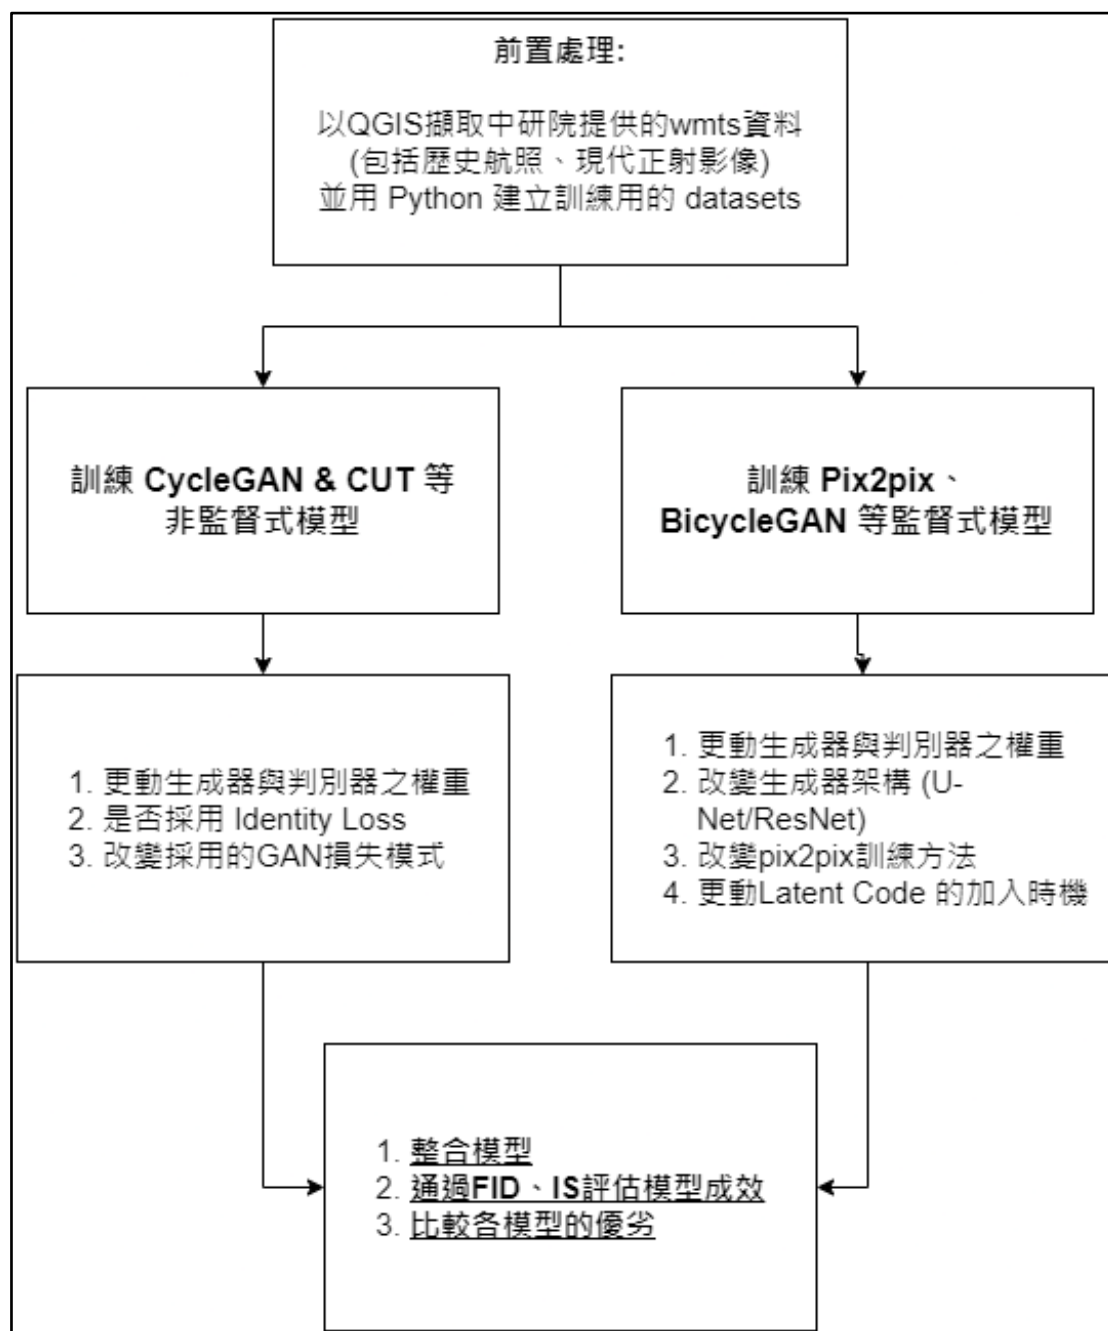 前置處理:
以QGIS擷取中研院提供的wmts資料
(包括歷史航照、現代正射影像)
並用 Python 建立訓練用的 datasets
訓練 CycleGAN & CUT 等
非監督式模型
訓練 Pix2pix、
BicycleGAN 等監督式模型
1. 更動生成器與判別器之權重
2. 是否採用 Identity Loss
3. 改變採用的GAN損失模式
1. 更動生成器與判別器之權重
2. 改變生成器架構 (U-
Net/ResNet)
3. 改變pix2pix訓練方法
4. 更動Latent Code 的加入時機
1. 整合模型
2. 通過FID、IS評估模型成效
3. 比較各模型的優劣